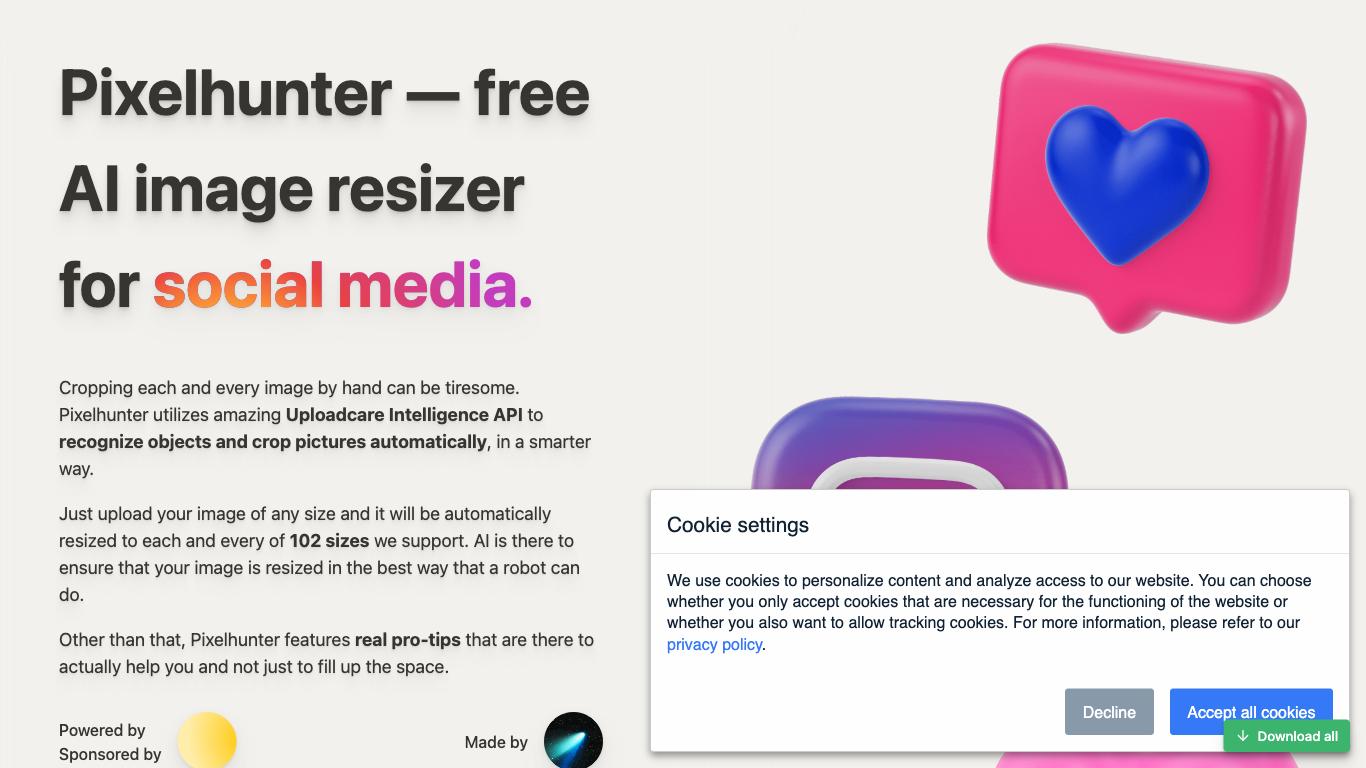 Pixelhunter — free
AI image resizer
for social media.
Cropping each and every image by hand can be tiresome.
Pixelhunter utilizes amazing Uploadcare Intelligence API to
recognize objects and crop pictures automatically, in a smarter
way.
Just upload your image of any size and it will be automatically
resized to each and every of 102 sizes we support. AI is there to
ensure that your image is resized in the best way that a robot can
do.
Other than that, Pixelhunter features real pro-tips that are there to
actually help you and not just to fill up the space.
Powered by
Sponsored by
Made by
Cookie settings
We use cookies to personalize content and analyze access to our website. You can choose
whether you only accept cookies that are necessary for the functioning of the website or
whether you also want to allow tracking cookies. For more information, please refer to our
privacy policy.
Decline
Accept all cookies
Download all